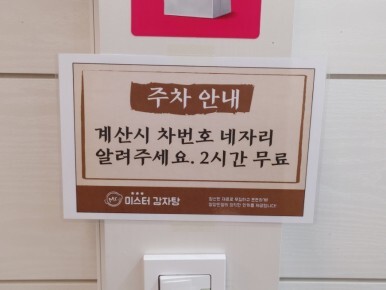 주차 안내
계산시 차번호 네자리
알려주세요. 2시간 무료
미스터 감자탕